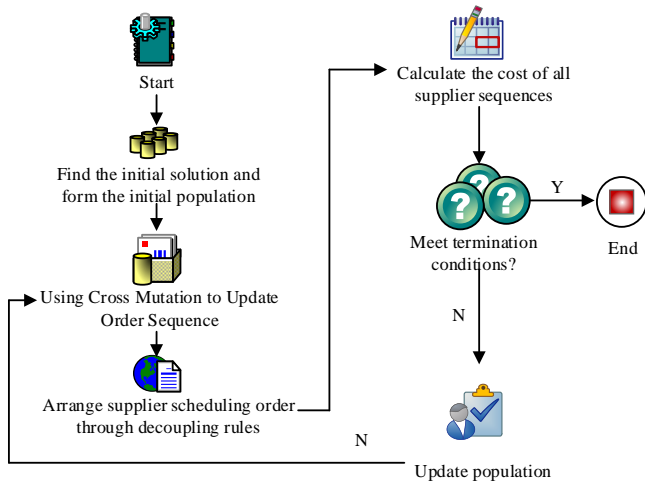 Start
Find the initial solution and
form the initial population
Using Cross Mutation to Update
Order Sequence
Arrange supplier scheduling order
through decoupling rules
Calculate the cost of all
supplier sequences
? ? ?
Y
Meet termination
conditions?
End
N
N
Update population